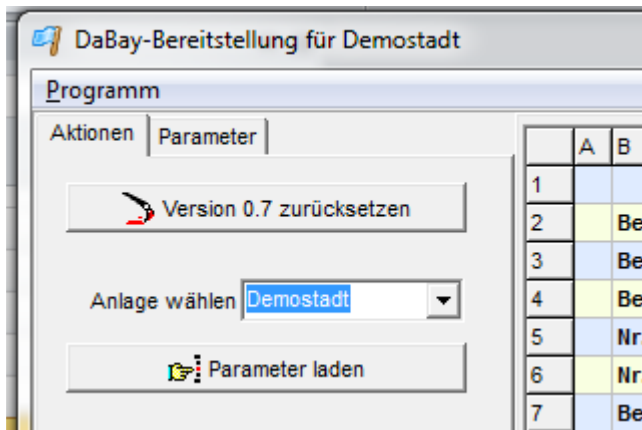 DaBay-Bereitstellung für Demostadt
Programm
Aktionen Parameter
A B
1
Version 0.7 zurücksetzen
2 Be
3 Be
Anlage wählen Demostadt
4 Be
5 Nr
Parameter laden
6 Nr
7 Be